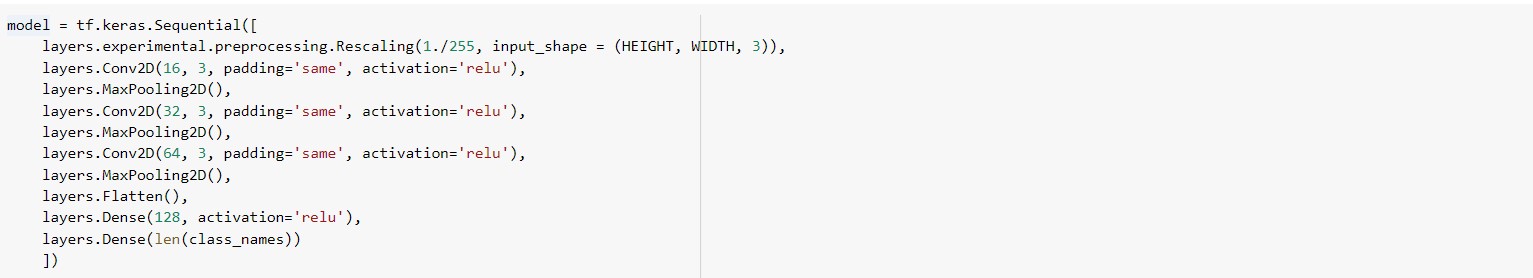 model = tf.keras.Sequential([
    layers.experimental.preprocessing.Rescaling(1./255, input_shape = (HEIGHT, WIDTH, 3)),
    layers.Conv2D(16, 3, padding='same', activation='relu'),
    layers.MaxPooling2D(),
    layers.Conv2D(32, 3, padding='same', activation='relu'),
    layers.MaxPooling2D(),
    layers.Conv2D(64, 3, padding='same', activation='relu'),
    layers.MaxPooling2D(),
    layers.Flatten(),
    layers.Dense(128, activation='relu'),
    layers.Dense(len(class_names))
    ])